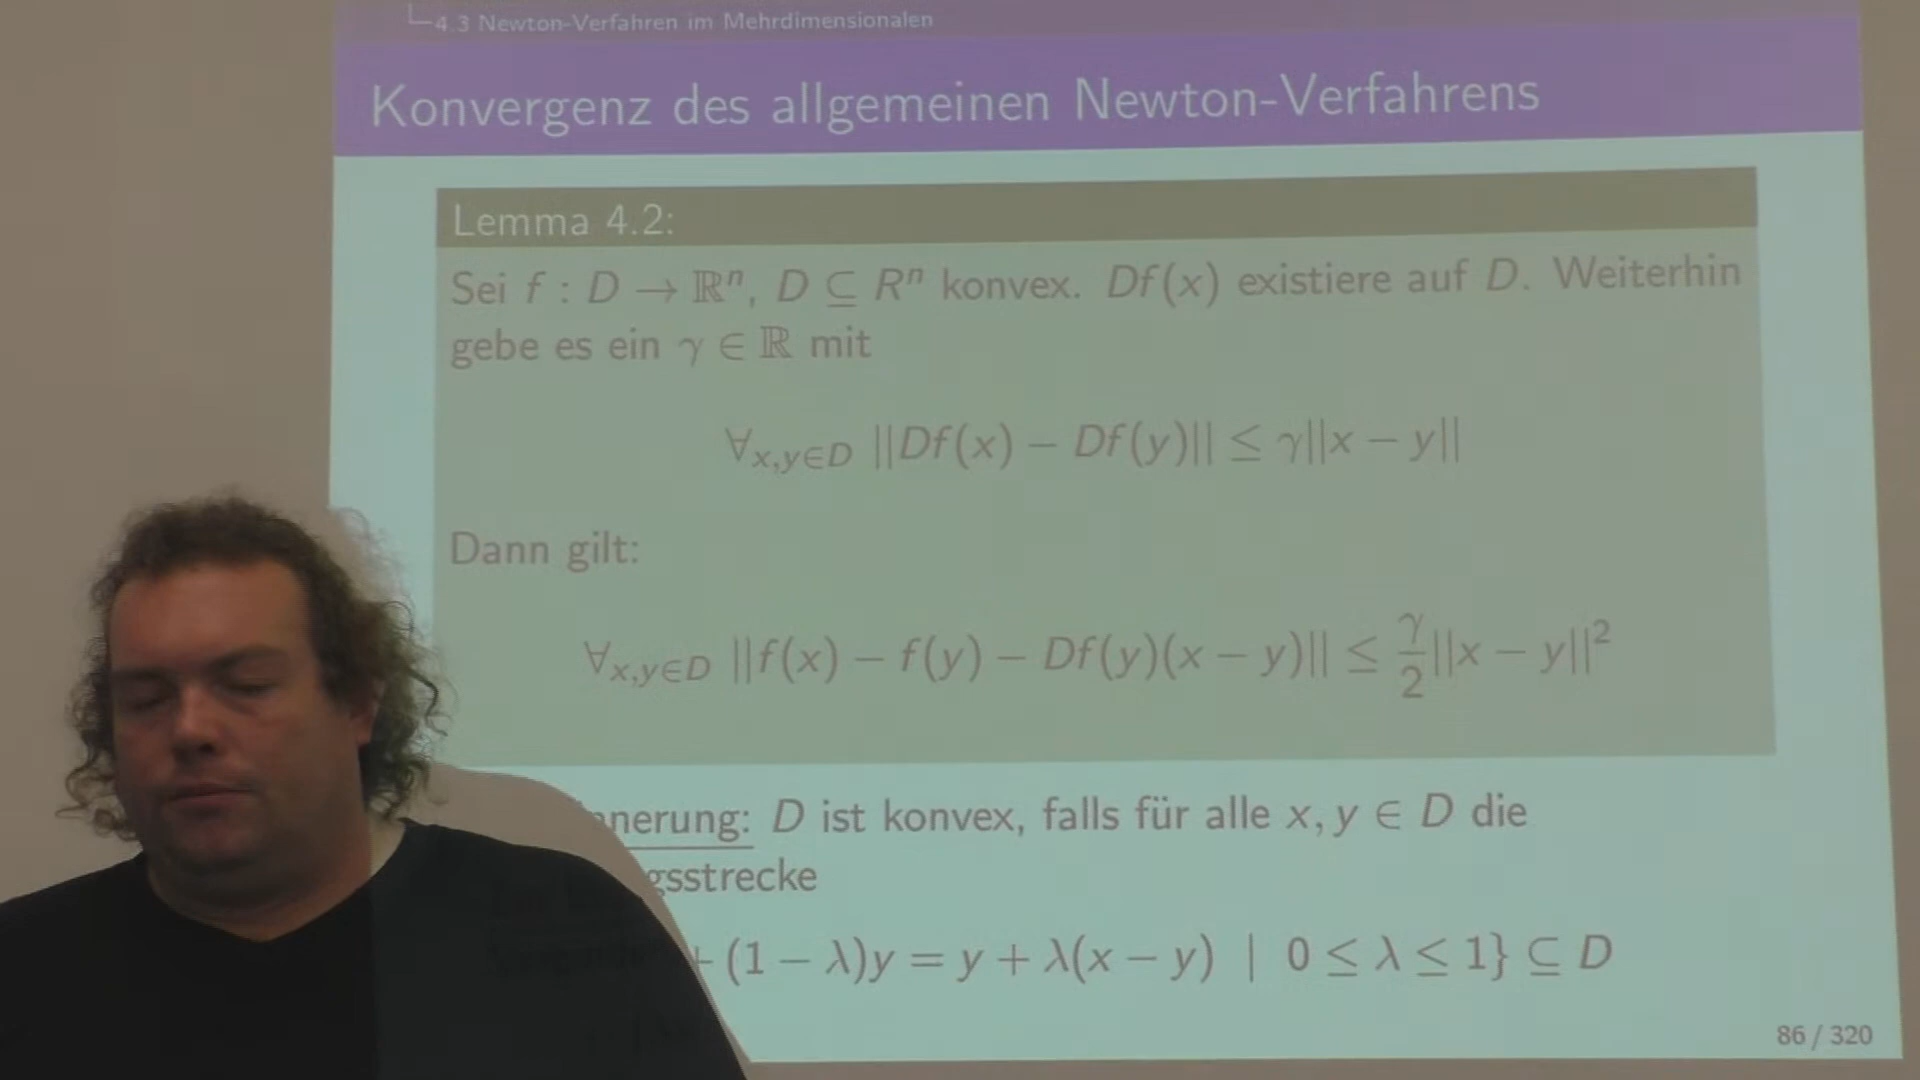 4.3 Newton-Verfahren im Mehrdimensionalen
Konvergenz des allgemeinen Newton-Verfahrens
Lemma 4.2:
Sei f : D → ℝⁿ, D ⊆ Rⁿ konvex. Df(x) existiere auf D. Weiterhin
gebe es ein γ ∈ ℝ mit
∀x,y∈D ||Df(x) − Df(y)|| ≤ γ||x − y||
Dann gilt:
∀x,y∈D ||f(x) − f(y) − Df(y)(x − y)|| ≤ γ/2 ||x − y||²
D ist konvex, falls für alle x, y ∈ D die
+ (1 − λ)y = y + λ(x − y) | 0 ≤ λ ≤ 1} ⊆ D
86 / 320